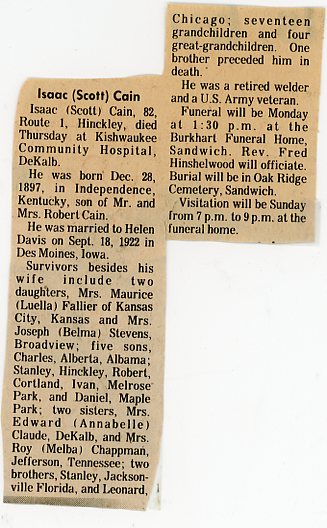 Isaac (Scott) Cain
Isaac (Scott) Cain, 82,
Route 1, Hinckley, died
Thursday at Kishwaukee
Community Hospital,
DeKalb.
He was born Dec. 28,
1897, in Independence,
Kentucky, son of Mr. and
Mrs. Robert Cain.
He was married to Helen
Davis on Sept. 18, 1922 in
Des Moines, Iowa.
Survivors besides his
wife include two
daughters, Mrs. Maurice
(Luella) Fallier of Kansas
City, Kansas and Mrs.
Joseph (Belma) Stevens,
Broadview; five sons,
Charles, Alberta, Albama;
Stanley, Hinckley, Robert,
Cortland, Ivan, Melrose
Park, and Daniel, Maple
Park; two sisters, Mrs.
Edward (Annabelle)
Claude, DeKalb, and Mrs.
Roy (Melba) Chappman,
Jefferson, Tennessee; two
brothers, Stanley, Jackson-
ville Florida, and Leonard,
Chicago; seventeen
grandchildren and four
great-grandchildren. One
brother preceded him in
death.
He was a retired welder
and a U.S. Army veteran.
Funeral will be Monday
at 1:30 p.m. at the
Burkhart Funeral Home,
Sandwich. Rev. Fred
Hinshelwood will officiate.
Burial will be in Oak Ridge
Cemetery, Sandwich.
Visitation will be Sunday
from 7 p.m. to 9 p.m. at the
funeral home.